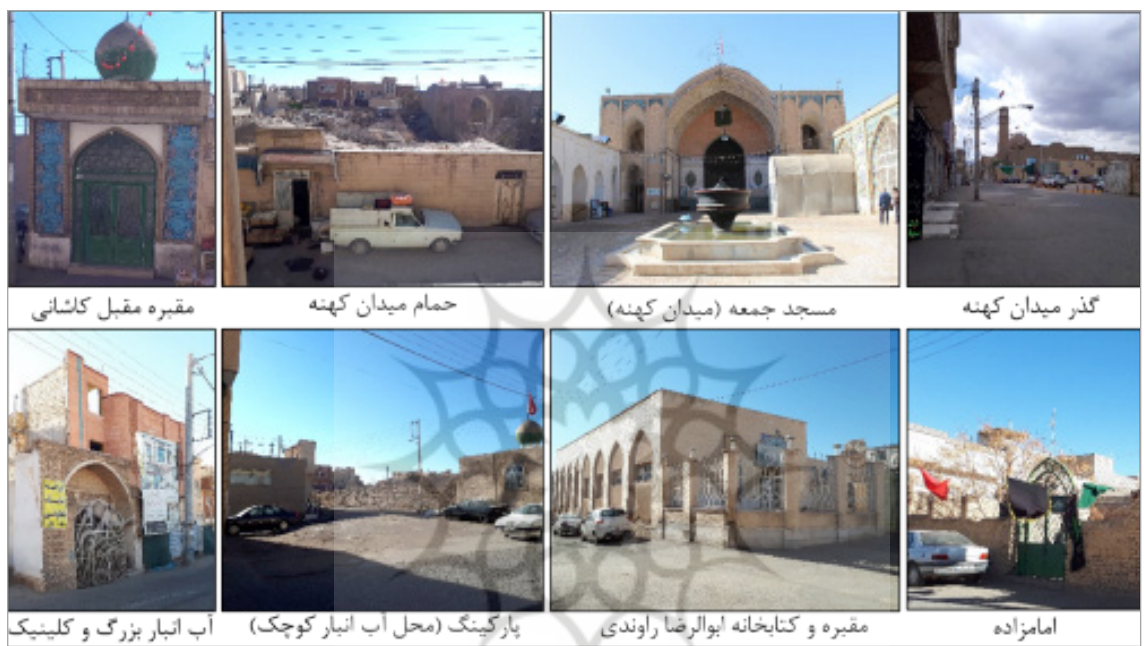 گذر میدان کهنه
مسجد جمعه (میدان کهنه)
حمام میدان کهنه
مقبره مقبل کاشانی
امامزاده
مقبره و کتابخانه ابوالرضا راوندی
پارکینگ (محل آب انبار کوچک)
آب انبار بزرگ و کلینیک